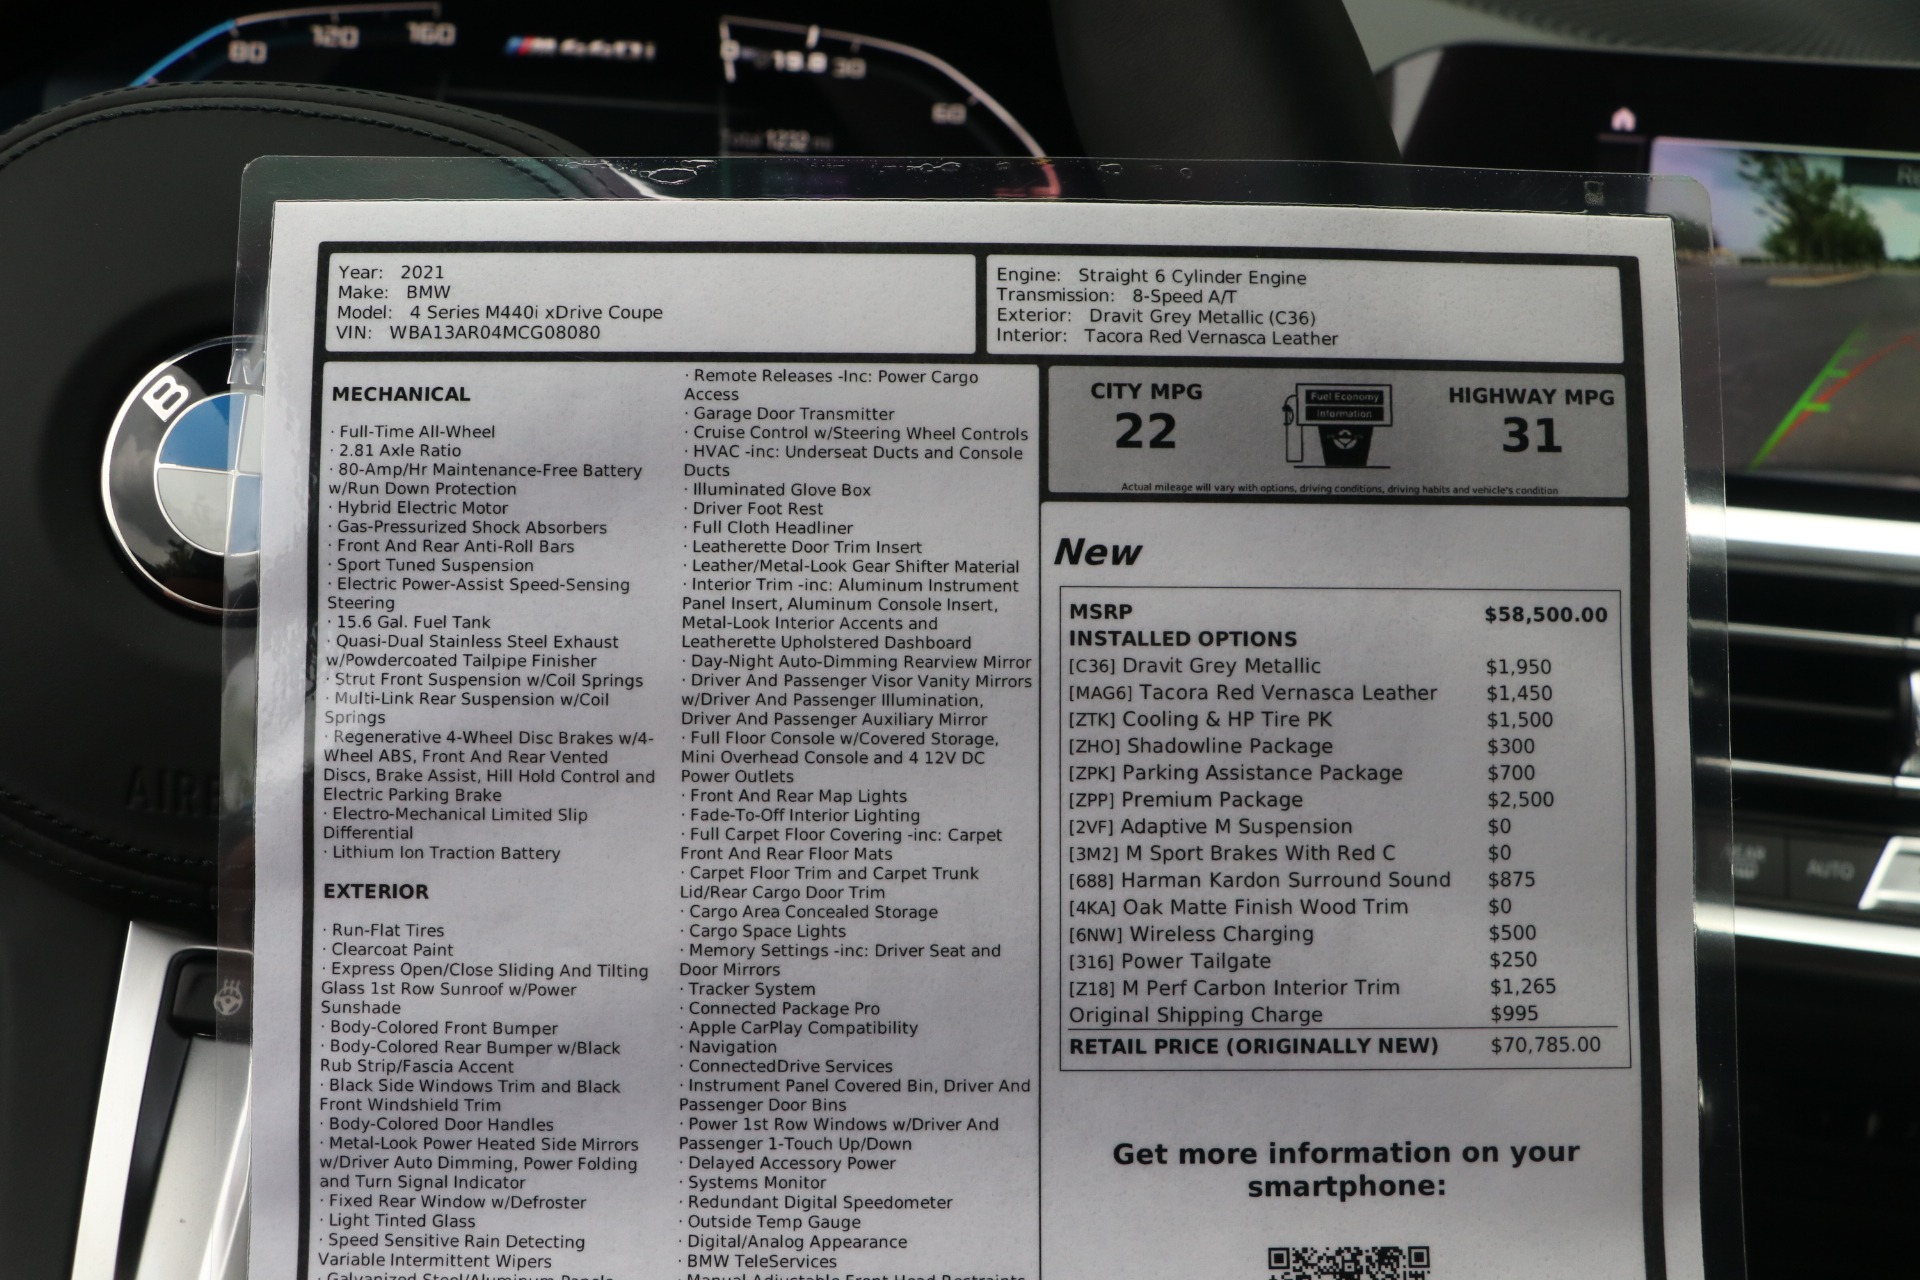 80 120 160
M440i
0 30
60
Total 1232 mi
B
AIRB
Year: 2021
Make: BMW
Model: 4 Series M440i xDrive Coupe
VIN: WBA13AR04MCG08080
Engine: Straight 6 Cylinder Engine
Transmission: 8-Speed A/T
Exterior: Dravit Grey Metallic (C36)
Interior: Tacora Red Vernasca Leather
MECHANICAL
· Full-Time All-Wheel
· 2.81 Axle Ratio
· 80-Amp/Hr Maintenance-Free Battery
w/Run Down Protection
· Hybrid Electric Motor
· Gas-Pressurized Shock Absorbers
· Front And Rear Anti-Roll Bars
· Sport Tuned Suspension
· Electric Power-Assist Speed-Sensing
Steering
· 15.6 Gal. Fuel Tank
· Quasi-Dual Stainless Steel Exhaust
w/Powdercoated Tailpipe Finisher
· Strut Front Suspension w/Coil Springs
· Multi-Link Rear Suspension w/Coil
Springs
· Regenerative 4-Wheel Disc Brakes w/4-
Wheel ABS, Front And Rear Vented
Discs, Brake Assist, Hill Hold Control and
Electric Parking Brake
· Electro-Mechanical Limited Slip
Differential
· Lithium Ion Traction Battery
EXTERIOR
· Run-Flat Tires
· Clearcoat Paint
· Express Open/Close Sliding And Tilting
Glass 1st Row Sunroof w/Power
Sunshade
· Body-Colored Front Bumper
· Body-Colored Rear Bumper w/Black
Rub Strip/Fascia Accent
· Black Side Windows Trim and Black
Front Windshield Trim
· Body-Colored Door Handles
· Metal-Look Power Heated Side Mirrors
w/Driver Auto Dimming, Power Folding
and Turn Signal Indicator
· Fixed Rear Window w/Defroster
· Light Tinted Glass
· Speed Sensitive Rain Detecting
Variable Intermittent Wipers
· Galvanized Steel/Aluminum Panels
· Remote Releases -Inc: Power Cargo
Access
· Garage Door Transmitter
· Cruise Control w/Steering Wheel Controls
· HVAC -inc: Underseat Ducts and Console
Ducts
· Illuminated Glove Box
· Driver Foot Rest
· Full Cloth Headliner
· Leatherette Door Trim Insert
· Leather/Metal-Look Gear Shifter Material
· Interior Trim -inc: Aluminum Instrument
Panel Insert, Aluminum Console Insert,
Metal-Look Interior Accents and
Leatherette Upholstered Dashboard
· Day-Night Auto-Dimming Rearview Mirror
· Driver And Passenger Visor Vanity Mirrors
w/Driver And Passenger Illumination,
Driver And Passenger Auxiliary Mirror
· Full Floor Console w/Covered Storage,
Mini Overhead Console and 4 12V DC
Power Outlets
· Front And Rear Map Lights
· Fade-To-Off Interior Lighting
· Full Carpet Floor Covering -inc: Carpet
Front And Rear Floor Mats
· Carpet Floor Trim and Carpet Trunk
Lid/Rear Cargo Door Trim
· Cargo Area Concealed Storage
· Cargo Space Lights
· Memory Settings -inc: Driver Seat and
Door Mirrors
· Tracker System
· Connected Package Pro
· Apple CarPlay Compatibility
· Navigation
· ConnectedDrive Services
· Instrument Panel Covered Bin, Driver And
Passenger Door Bins
· Power 1st Row Windows w/Driver And
Passenger 1-Touch Up/Down
· Delayed Accessory Power
· Systems Monitor
· Redundant Digital Speedometer
· Outside Temp Gauge
· Digital/Analog Appearance
· BMW TeleServices
· Manual Adjustable Front Head Restraints
CITY MPG
22
Fuel Economy
Information
HIGHWAY MPG
31
Actual mileage will vary with options, driving conditions, driving habits and vehicle's condition
New
MSRP $58,500.00
INSTALLED OPTIONS
[C36] Dravit Grey Metallic $1,950
[MAG6] Tacora Red Vernasca Leather $1,450
[ZTK] Cooling & HP Tire PK $1,500
[ZHO] Shadowline Package $300
[ZPK] Parking Assistance Package $700
[ZPP] Premium Package $2,500
[2VF] Adaptive M Suspension $0
[3M2] M Sport Brakes With Red C $0
[688] Harman Kardon Surround Sound $875
[4KA] Oak Matte Finish Wood Trim $0
[6NW] Wireless Charging $500
[316] Power Tailgate $250
[Z18] M Perf Carbon Interior Trim $1,265
Original Shipping Charge $995
RETAIL PRICE (ORIGINALLY NEW) $70,785.00
Get more information on your
smartphone:
REAR
AUTO